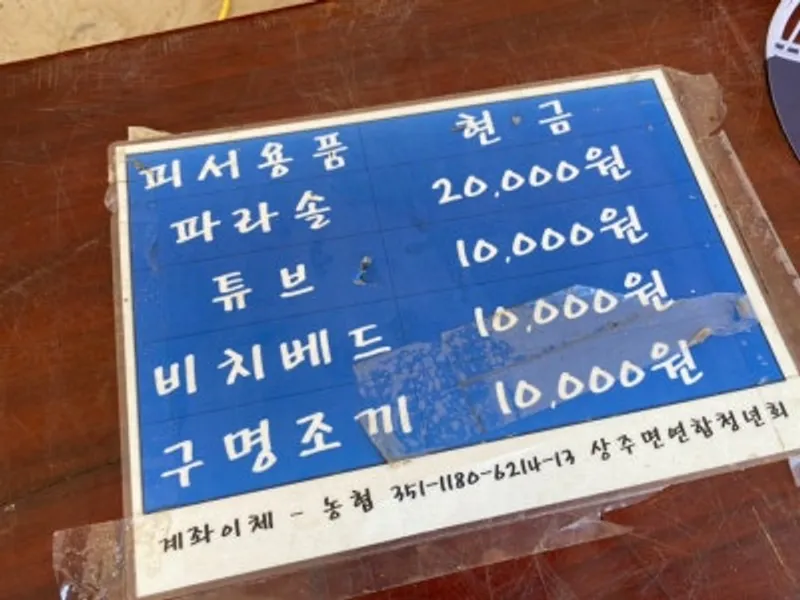 피서용품 현금
파라솔 20,000원
튜브 10,000원
비치베드 10,000원
구명조끼 10,000원
계좌이체 - 농협 351-1180-6214-13 상주면연합청년회